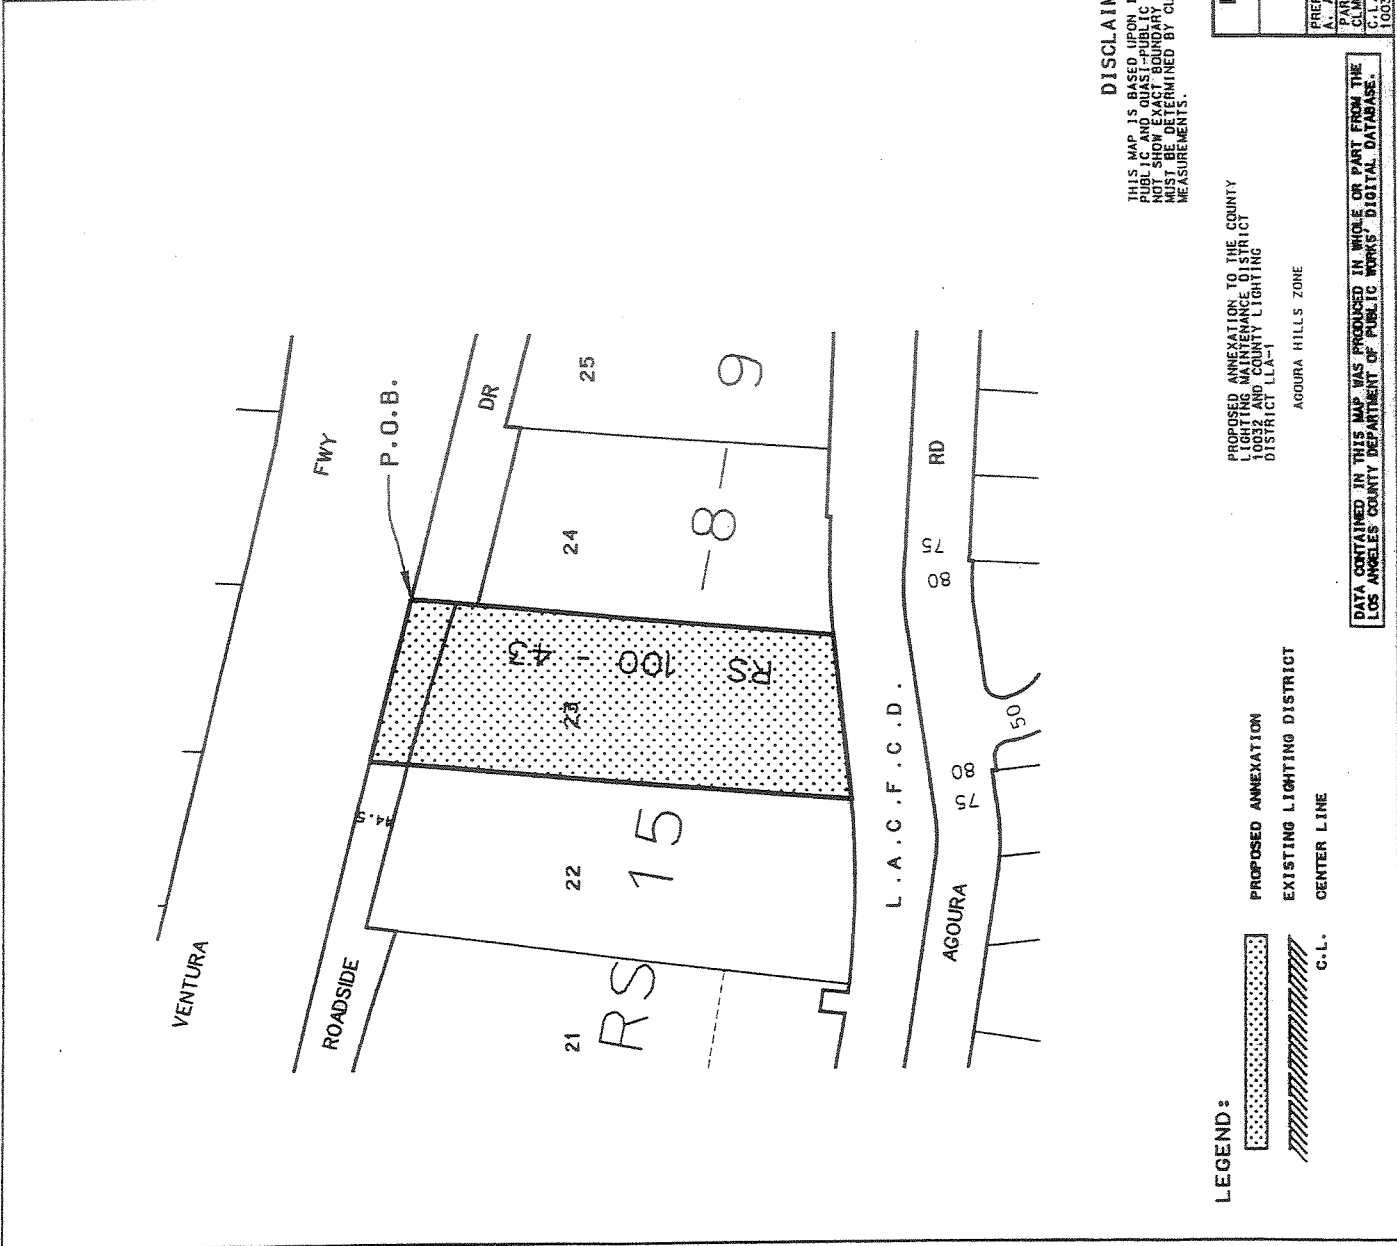 VENTURA
FWY
ROADSIDE
DR
P.O.B.
44.5
21
22
23
24
25
RS 15
—8—
9
RS 100 - 43
L.A.C.F.C.D.
AGOURA
RD
75
80
80
75
50
LEGEND:
PROPOSED ANNEXATION
EXISTING LIGHTING DISTRICT
C.L. CENTER LINE
PROPOSED ANNEXATION TO THE COUNTY
LIGHTING MAINTENANCE DISTRICT
10032 AND COUNTY LIGHTING
DISTRICT LLA-1
AGOURA HILLS ZONE
THIS MAP IS BASED UPON
PUBLIC AND QUASI-PUBLIC
NOT SHOW EXACT BOUNDARY
MUST BE DETERMINED BY
MEASUREMENTS.
DATA CONTAINED IN THIS MAP WAS PRODUCED IN WHOLE OR PART FROM THE
LOS ANGELES COUNTY DEPARTMENT OF PUBLIC WORKS' DIGITAL DATABASE.